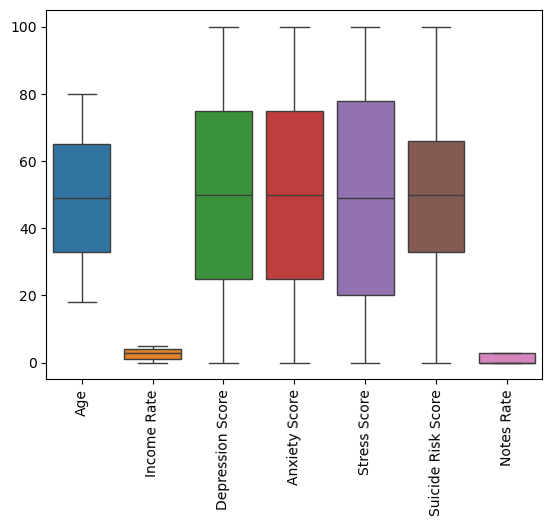 100
80
60
40
20
0
Age
Income Rate
Depression Score
Anxiety Score
Stress Score
Suicide Risk Score
Notes Rate